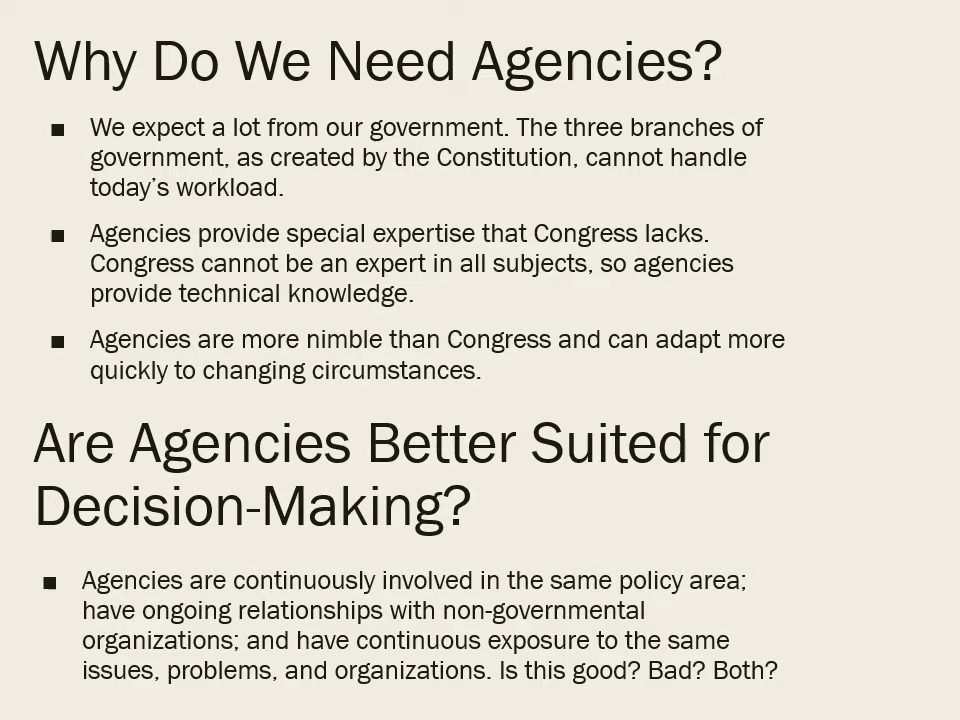 Why Do We Need Agencies?
■ We expect a lot from our government. The three branches of
government, as created by the Constitution, cannot handle
today's workload.
■ Agencies provide special expertise that Congress lacks.
Congress cannot be an expert in all subjects, so agencies
provide technical knowledge.
■ Agencies are more nimble than Congress and can adapt more
quickly to changing circumstances.
Are Agencies Better Suited for
Decision-Making?
■ Agencies are continuously involved in the same policy area;
have ongoing relationships with non-governmental
organizations; and have continuous exposure to the same
issues, problems, and organizations. Is this good? Bad? Both?